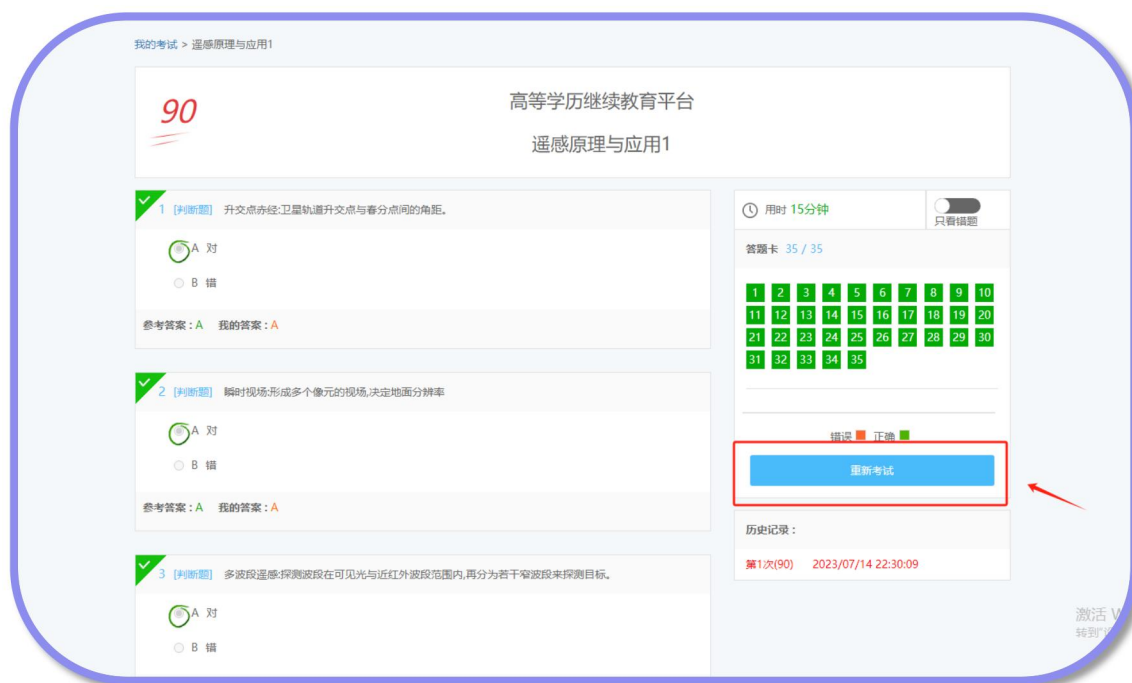 我的考试 > 遥感原理与应用1
90
高等学历继续教育平台
遥感原理与应用1
1 [判断题] 升交点赤经:卫星轨道升交点与春分点间的角距。
A 对
B 错
参考答案：A 我的答案：A
2 [判断题] 瞬时视场:形成多个像元的视场,决定地面分辨率
A 对
B 错
参考答案：A 我的答案：A
3 [判断题] 多波段遥感:探测波段在可见光与近红外波段范围内,再分为若干窄波段来探测目标。
A 对
B 错
用时 15分钟
只看错题
答题卡 35 / 35
1 2 3 4 5 6 7 8 9 10
11 12 13 14 15 16 17 18 19 20
21 22 23 24 25 26 27 28 29 30
31 32 33 34 35
错误 正确
重新考试
历史记录：
第1次(90) 2023/07/14 22:30:09
激活 W
转到"